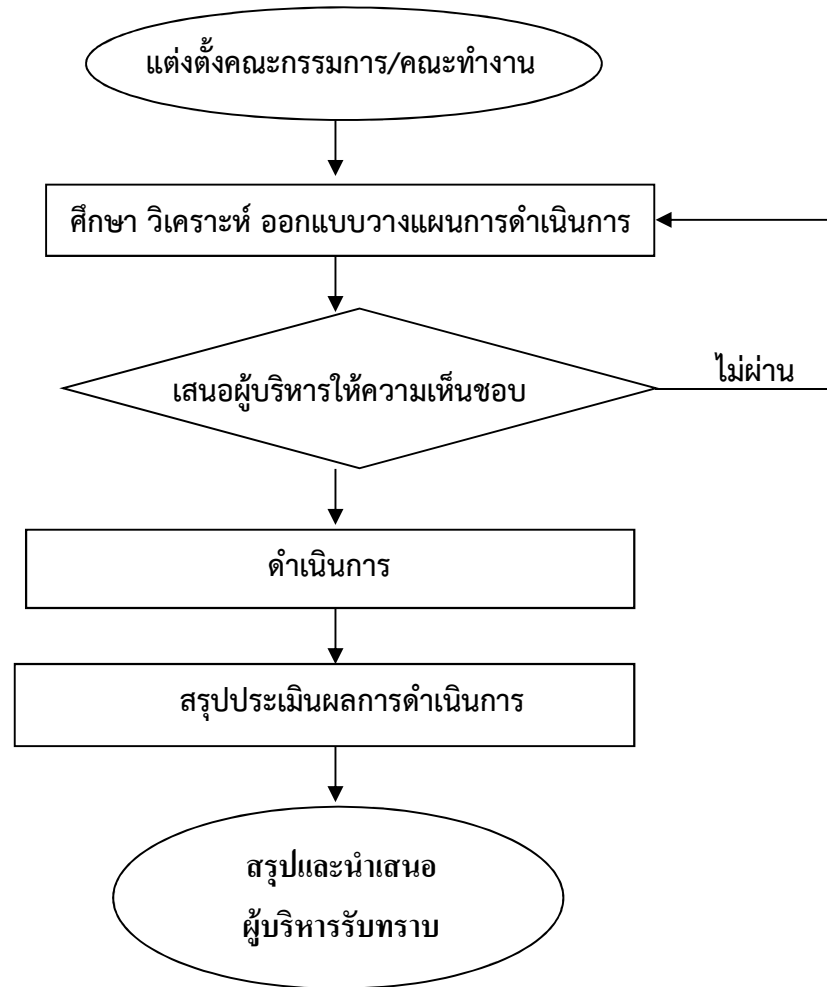 แต่งตั้งคณะกรรมการ/คณะทำงาน
ศึกษา วิเคราะห์ ออกแบบวางแผนการดำเนินการ
เสนอผู้บริหารให้ความเห็นชอบ
ไม่ผ่าน
ดำเนินการ
สรุปประเมินผลการดำเนินการ
สรุปและนำเสนอ
ผู้บริหารรับทราบ